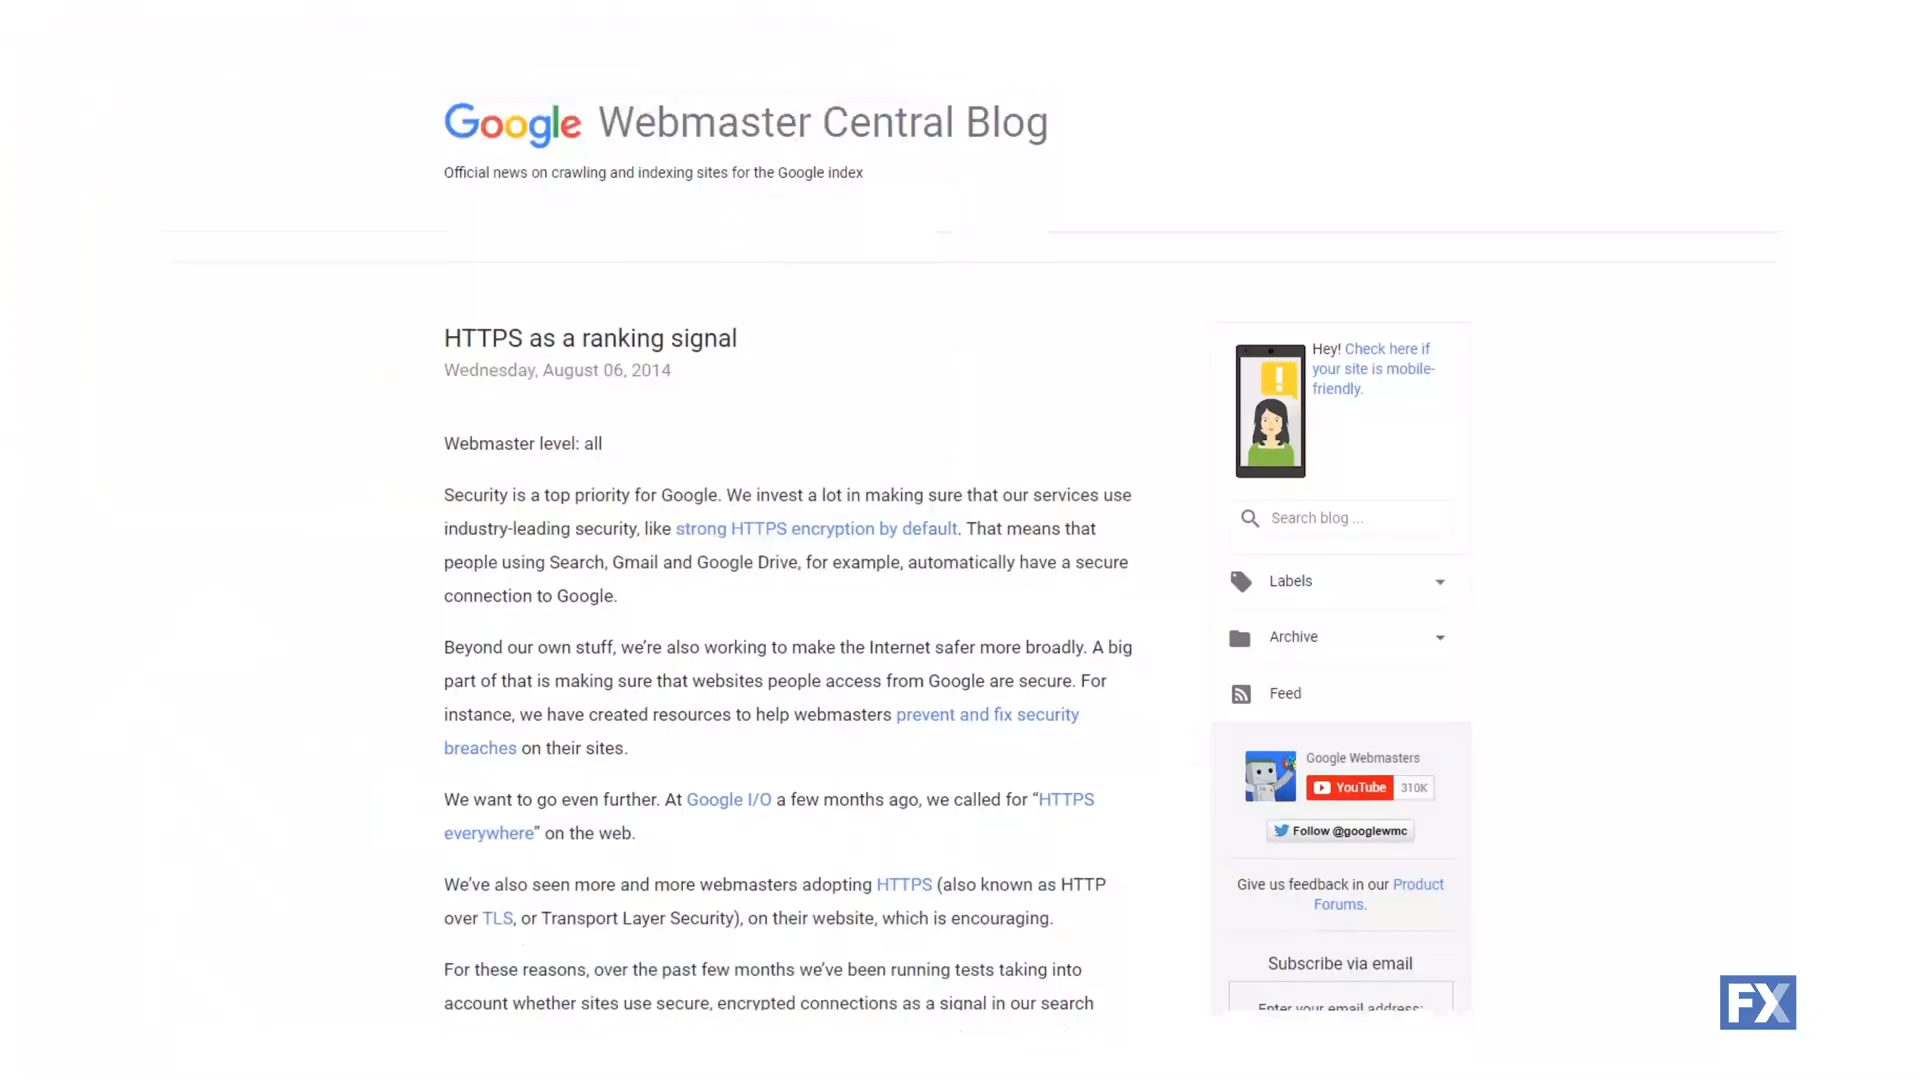 Google Webmaster Central Blog
Official news on crawling and indexing sites for the Google index
HTTPS as a ranking signal
Wednesday, August 06, 2014
Webmaster level: all
Security is a top priority for Google. We invest a lot in making sure that our services use
industry-leading security, like strong HTTPS encryption by default. That means that
people using Search, Gmail and Google Drive, for example, automatically have a secure
connection to Google.
Beyond our own stuff, we’re also working to make the Internet safer more broadly. A big
part of that is making sure that websites people access from Google are secure. For
instance, we have created resources to help webmasters prevent and fix security
breaches on their sites.
We want to go even further. At Google I/O a few months ago, we called for “HTTPS
everywhere” on the web.
We’ve also seen more and more webmasters adopting HTTPS (also known as HTTP
over TLS, or Transport Layer Security), on their website, which is encouraging.
For these reasons, over the past few months we’ve been running tests taking into
account whether sites use secure, encrypted connections as a signal in our search
Hey! Check here if
your site is mobile-
friendly.
Search blog ...
Labels
Archive
Feed
Google Webmasters
YouTube 310K
Follow @googlewmc
Give us feedback in our Product
Forums.
Subscribe via email
Enter your email address:
FX